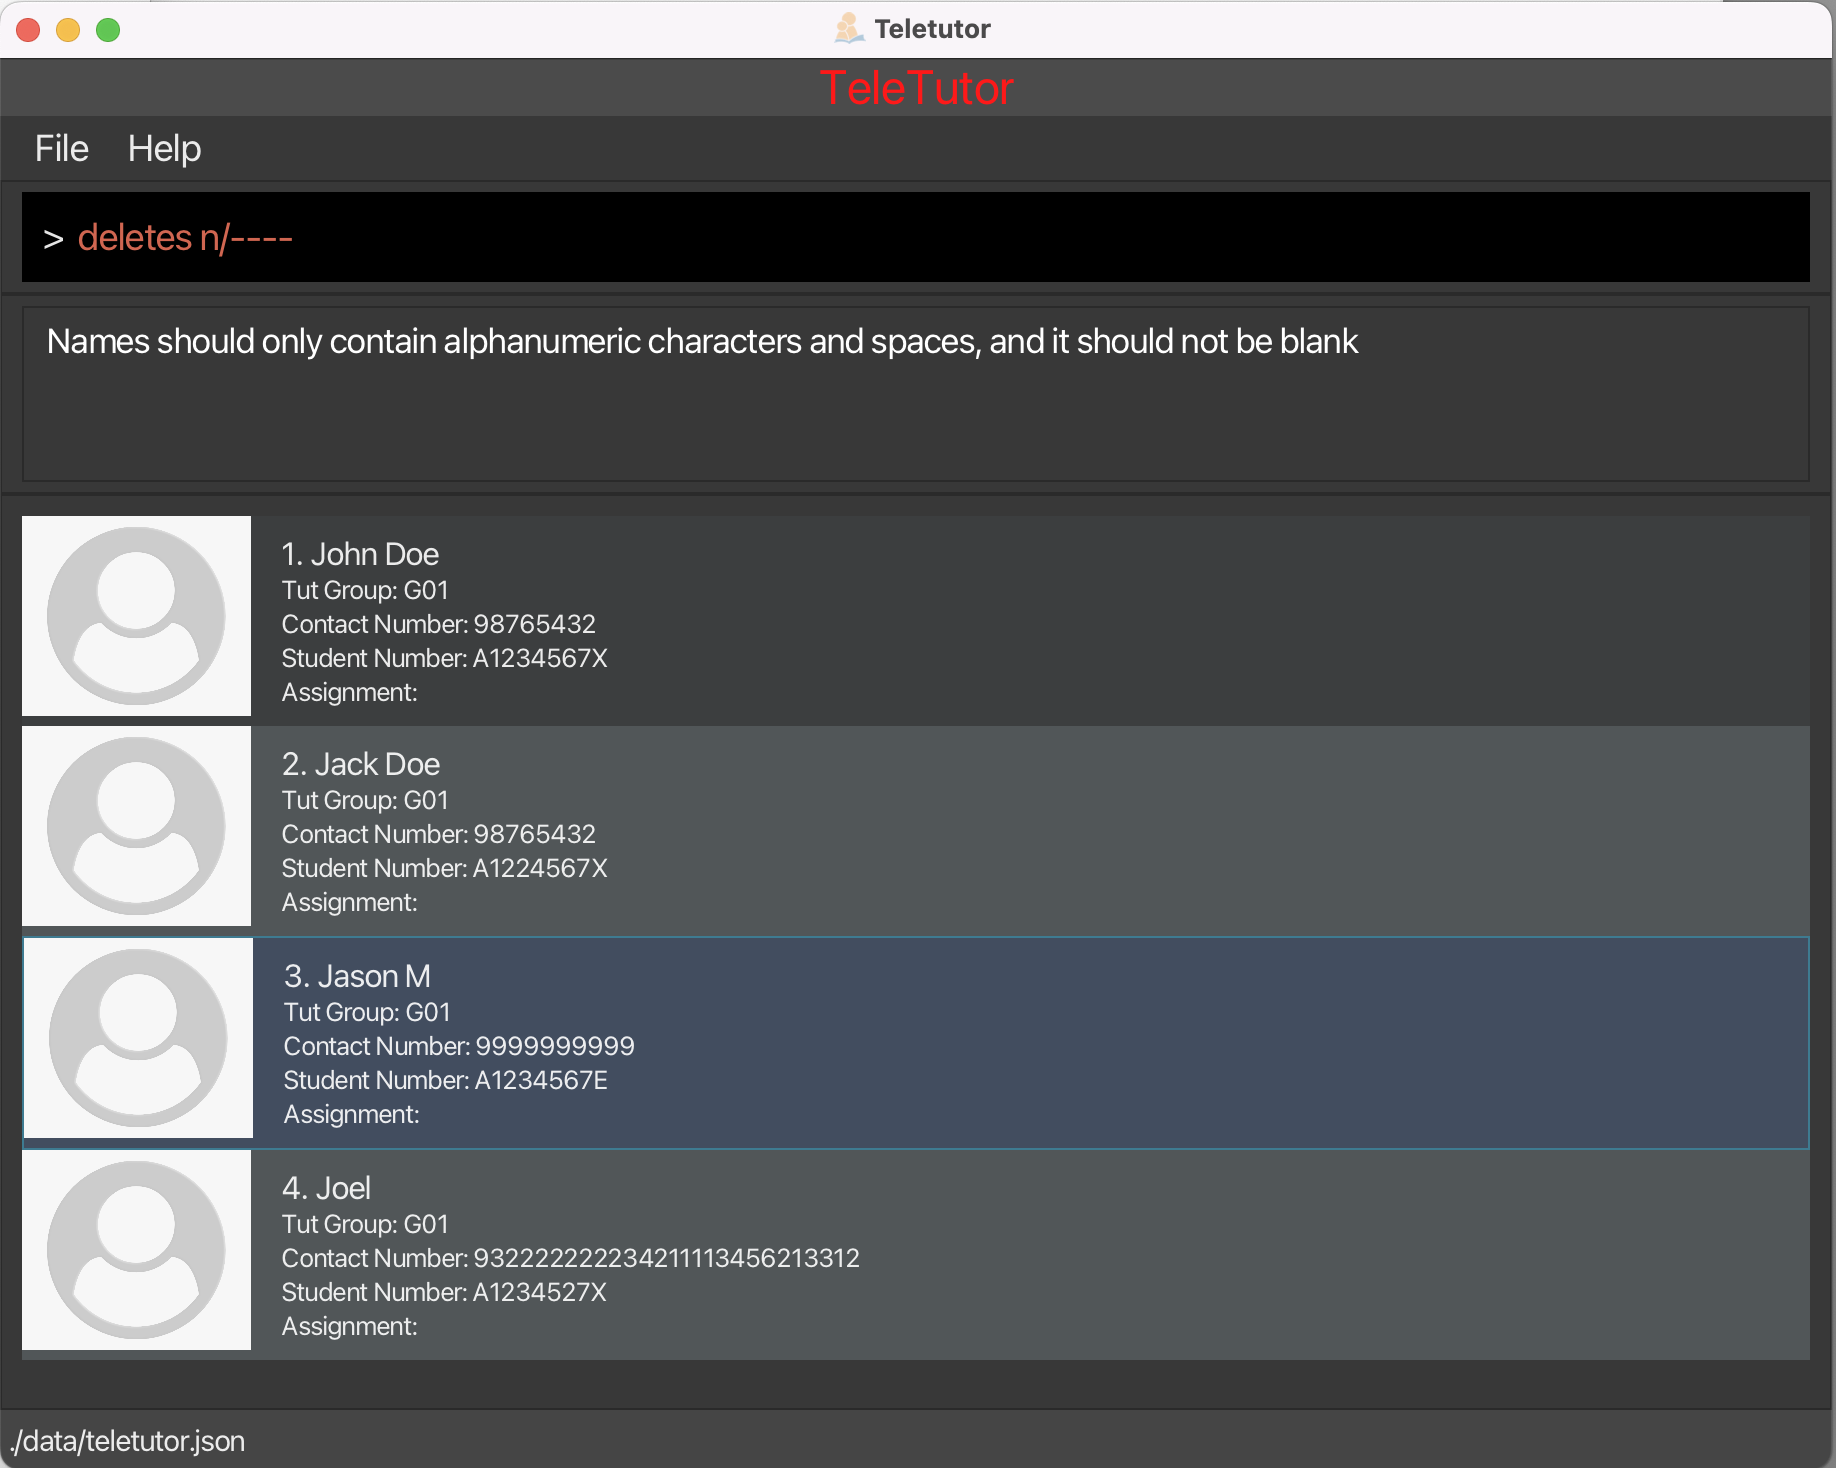 Teletutor
TeleTutor
File Help
> deletes n/----
Names should only contain alphanumeric characters and spaces, and it should not be blank
1. John Doe
Tut Group: G01
Contact Number: 98765432
Student Number: A1234567X
Assignment:
2. Jack Doe
Tut Group: G01
Contact Number: 98765432
Student Number: A1224567X
Assignment:
3. Jason M
Tut Group: G01
Contact Number: 9999999999
Student Number: A1234567E
Assignment:
4. Joel
Tut Group: G01
Contact Number: 932222222234211113456213312
Student Number: A1234527X
Assignment:
./data/teletutor.json